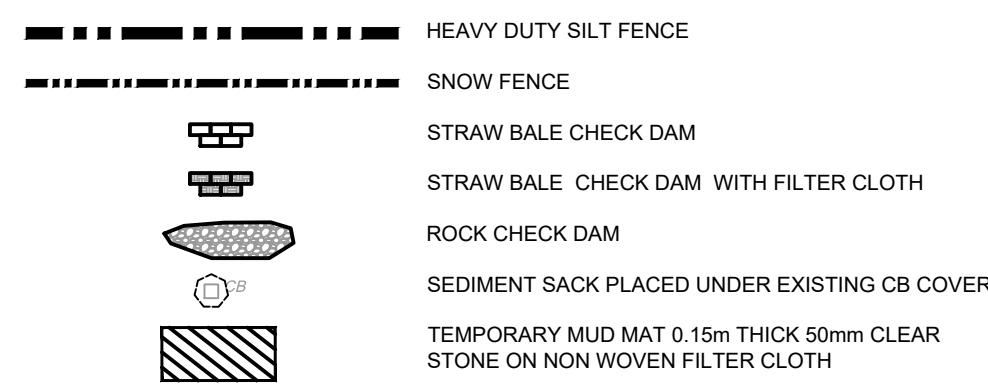 HEAVY DUTY SILT FENCE
SNOW FENCE
STRAW BALE CHECK DAM
STRAW BALE CHECK DAM WITH FILTER CLOTH
ROCK CHECK DAM
CB SEDIMENT SACK PLACED UNDER EXISTING CB COVER
TEMPORARY MUD MAT 0.15m THICK 50mm CLEAR
STONE ON NON WOVEN FILTER CLOTH